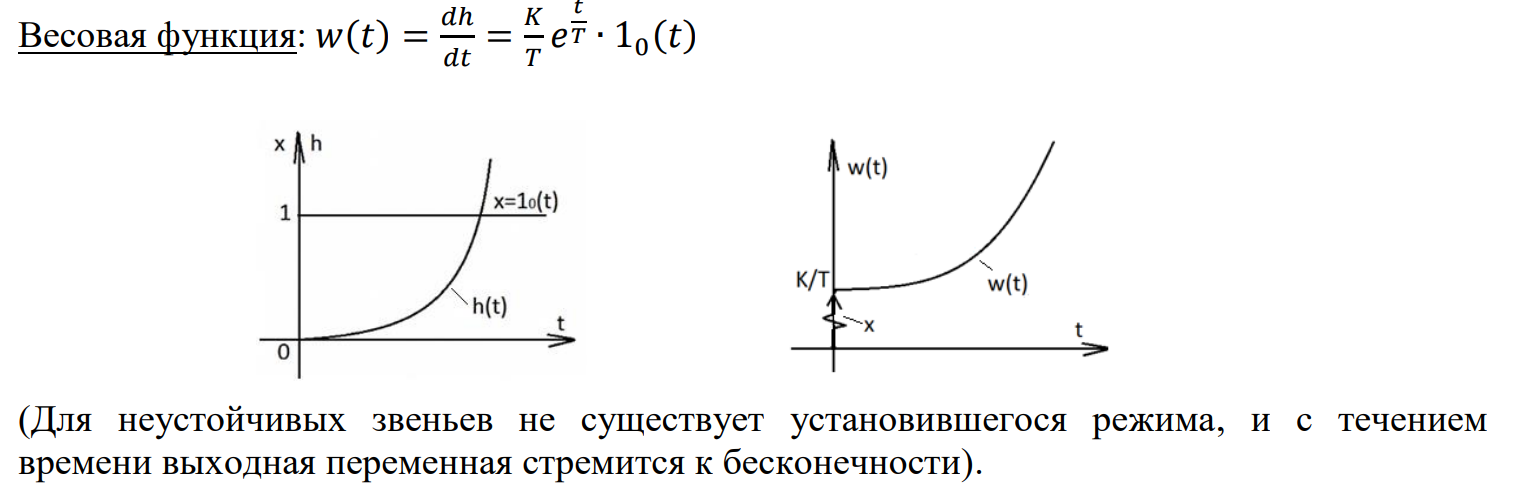 Весовая функция: w(t) = dh/dt = K/T e^(t/T) · 1₀(t)
x h
w(t)
1 x=1₀(t)
K/T
h(t)
w(t)
x
t
t
0
(Для неустойчивых звеньев не существует установившегося режима, и с течением
времени выходная переменная стремится к бесконечности).